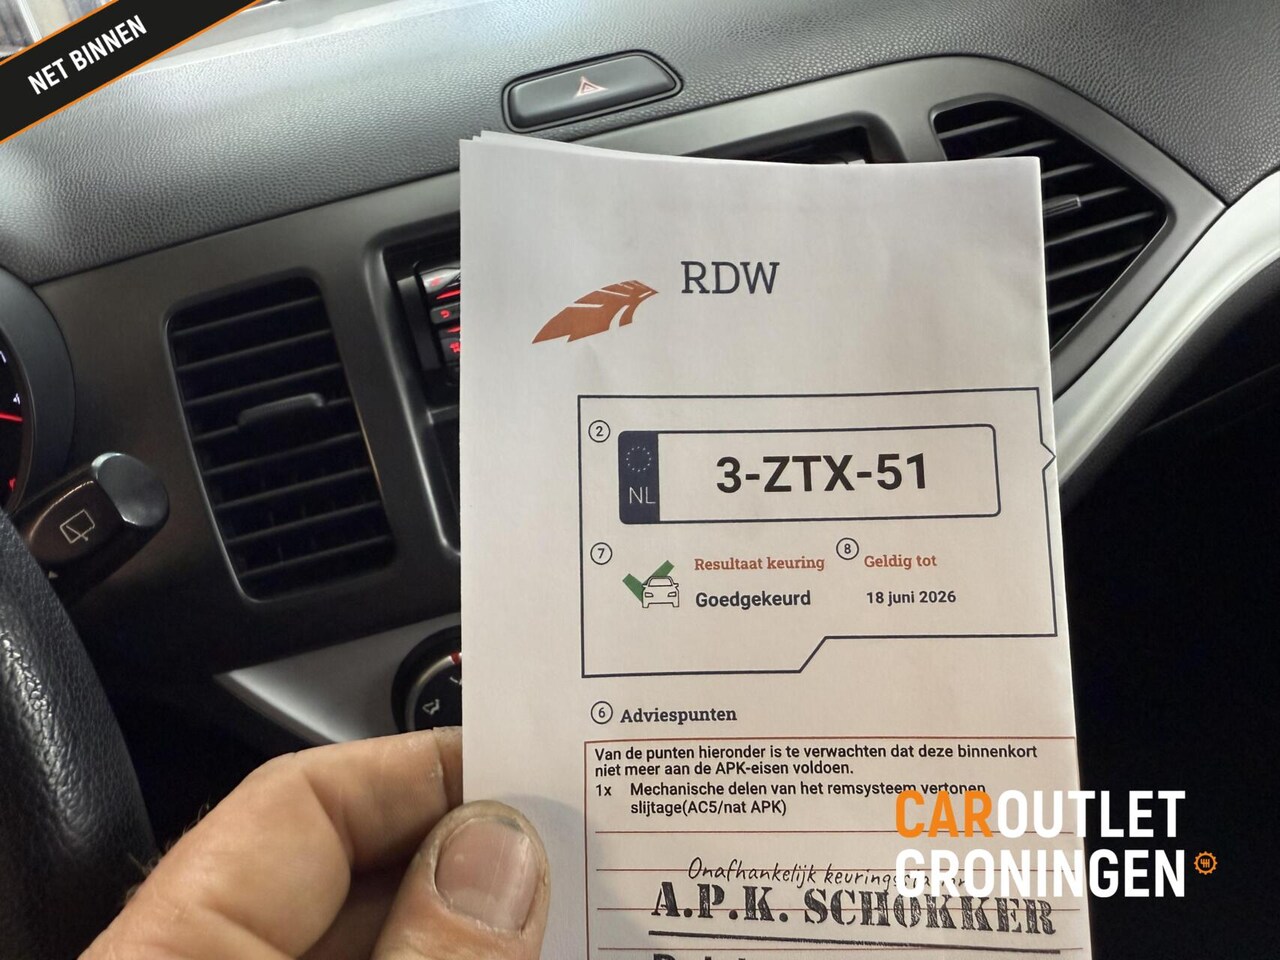 NET BINNEN
RDW
2
NL
3-ZTX-51
7
Resultaat keuring
8
Geldig tot
Goedgekeurd
18 juni 2026
6 Adviespunten
Van de punten hieronder is te verwachten dat deze binnenkort
niet meer aan de APK-eisen voldoen.
1x Mechanische delen van het remsysteem vertonen
slijtage(AC5/nat APK)
CAROUTLET
GRONINGEN
Onafhankelijk
A.P.K. SCHOKKER